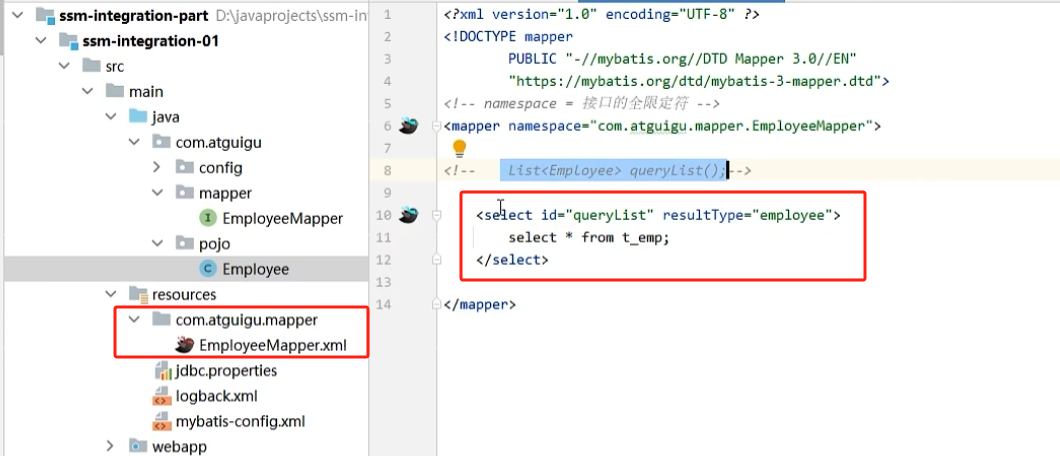 ssm-integration-part D:\javaprojects\ssm-in
ssm-integration-01
src
main
java
com.atguigu
config
mapper
EmployeeMapper
pojo
Employee
resources
com.atguigu.mapper
EmployeeMapper.xml
jdbc.properties
logback.xml
mybatis-config.xml
webapp
1 <?xml version="1.0" encoding="UTF-8" ?>
2 <!DOCTYPE mapper
3 PUBLIC "-//mybatis.org//DTD Mapper 3.0//EN"
4 "https://mybatis.org/dtd/mybatis-3-mapper.dtd">
5 <!-- namespace = 接口的全限定符 -->
6 <mapper namespace="com.atguigu.mapper.EmployeeMapper">
7
8 <!-- List<Employee> queryList();-->
9
10 <select id="queryList" resultType="employee">
11 select * from t_emp;
12 </select>
13
14 </mapper>